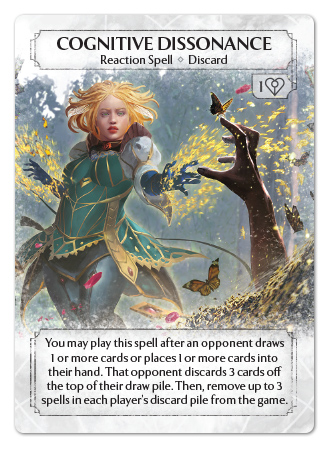 COGNITIVE DISSONANCE
Reaction Spell ◇ Discard
1
You may play this spell after an opponent draws
1 or more cards or places 1 or more cards into
their hand. That opponent discards 3 cards off
the top of their draw pile. Then, remove up to 3
spells in each player's discard pile from the game.